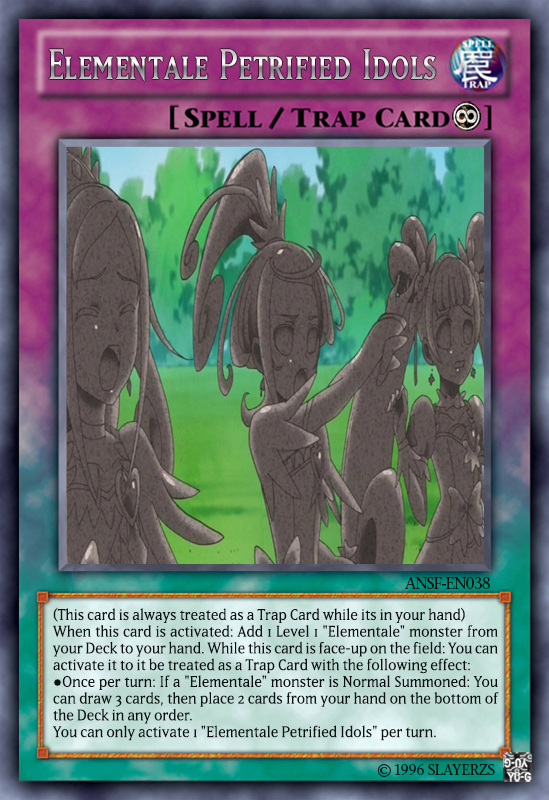 Elementale Petrified Idols
SPELL
罠
TRAP
[ Spell / Trap Card ]
ANSF-EN038
(This card is always treated as a Trap Card while its in your hand)
When this card is activated: Add 1 Level 1 "Elementale" monster from
your Deck to your hand. While this card is face-up on the field: You can
activate it to it be treated as a Trap Card with the following effect:
●Once per turn: If a "Elementale" monster is Normal Summoned: You
can draw 3 cards, then place 2 cards from your hand on the bottom of
the Deck in any order.
You can only activate 1 "Elementale Petrified Idols" per turn.
© 1996 SLAYERZS